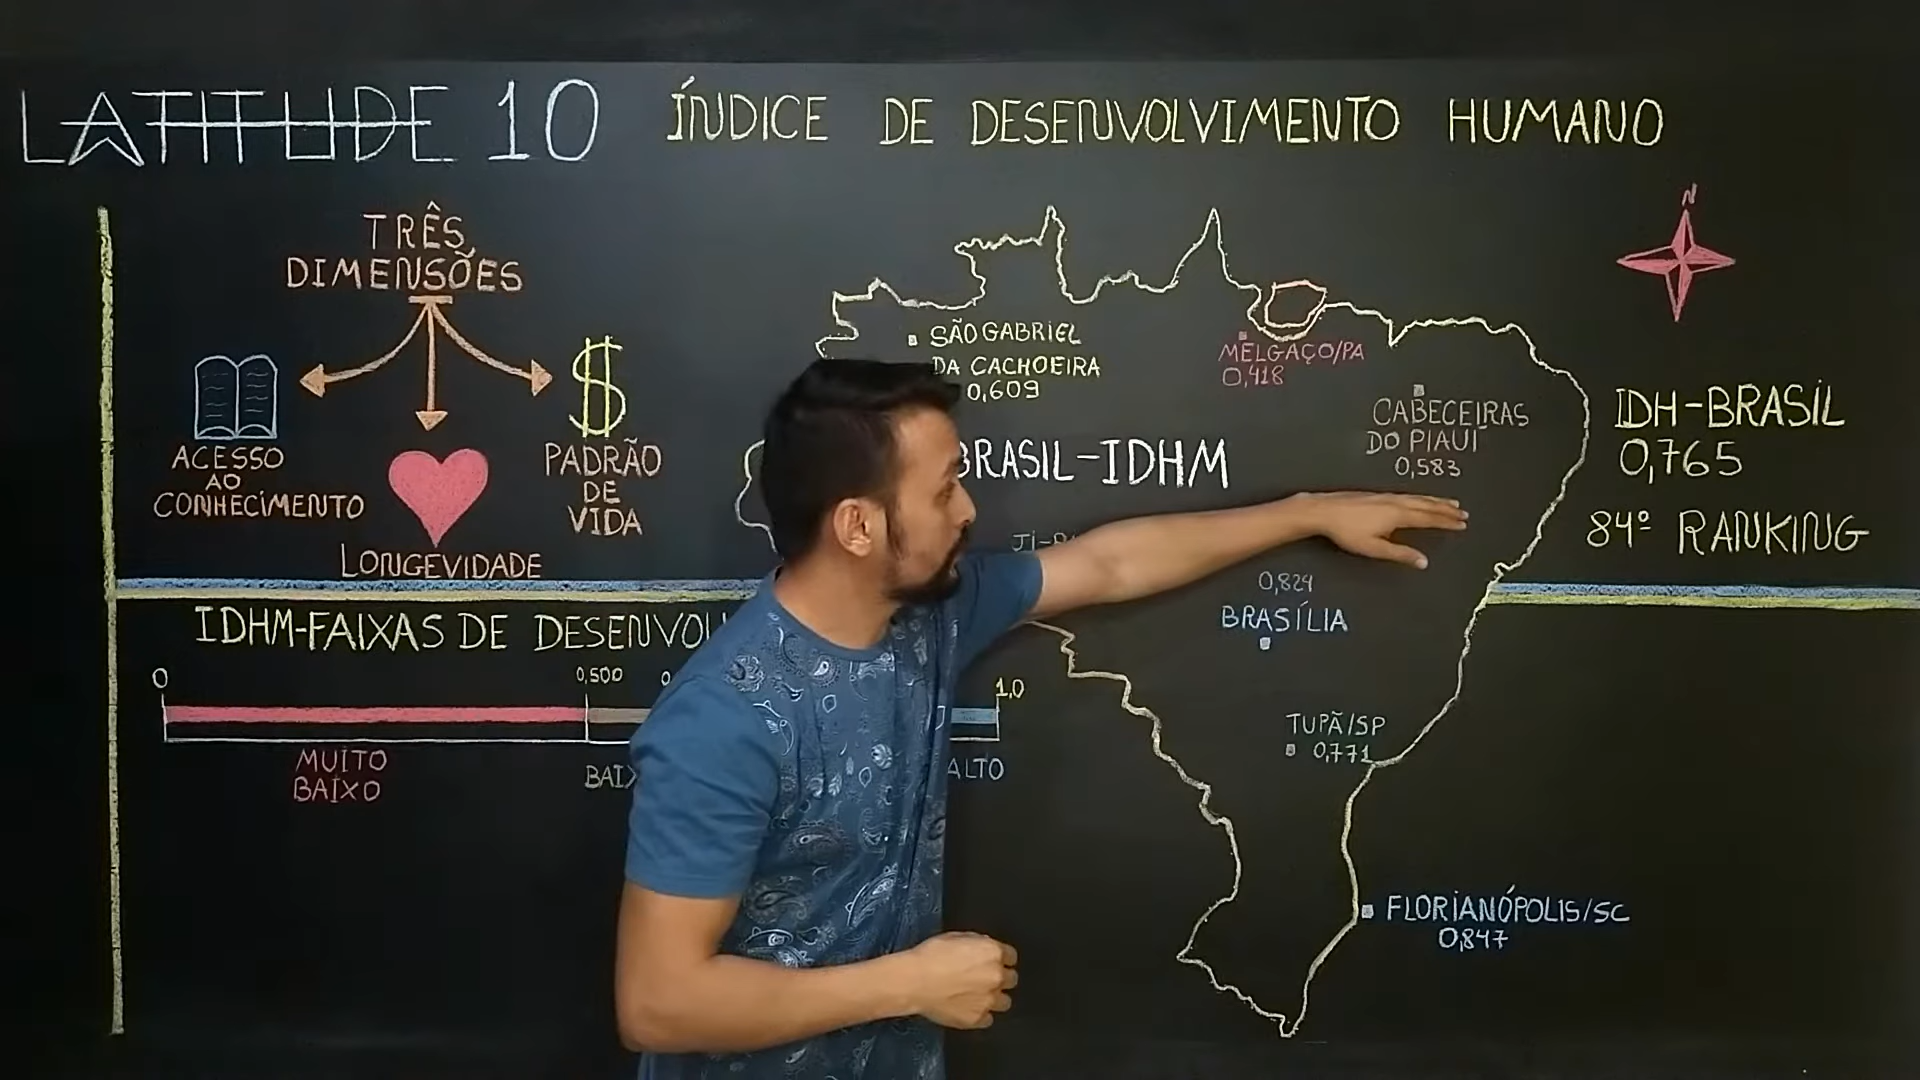 LATITUDE 10 ÍNDICE DE DESENVOLVIMENTO HUMANO
TRÊS
DIMENSÕES
ACESSO
AO
CONHECIMENTO
LONGEVIDADE
PADRÃO
DE
VIDA
IDHM-FAIXAS DE
0
0,500
1,0
MUITO
BAIXO
ALTO
N
SÃO GABRIEL
DA CACHOEIRA
0,609
MELGAÇO/PA
0,418
CABECEIRAS
DO PIAUÍ
0,583
BRASIL-IDHM
0,824
BRASÍLIA
TUPÃ/SP
0,771
FLORIANÓPOLIS/SC
0,847
IDH-BRASIL
0,765
84º RANKING